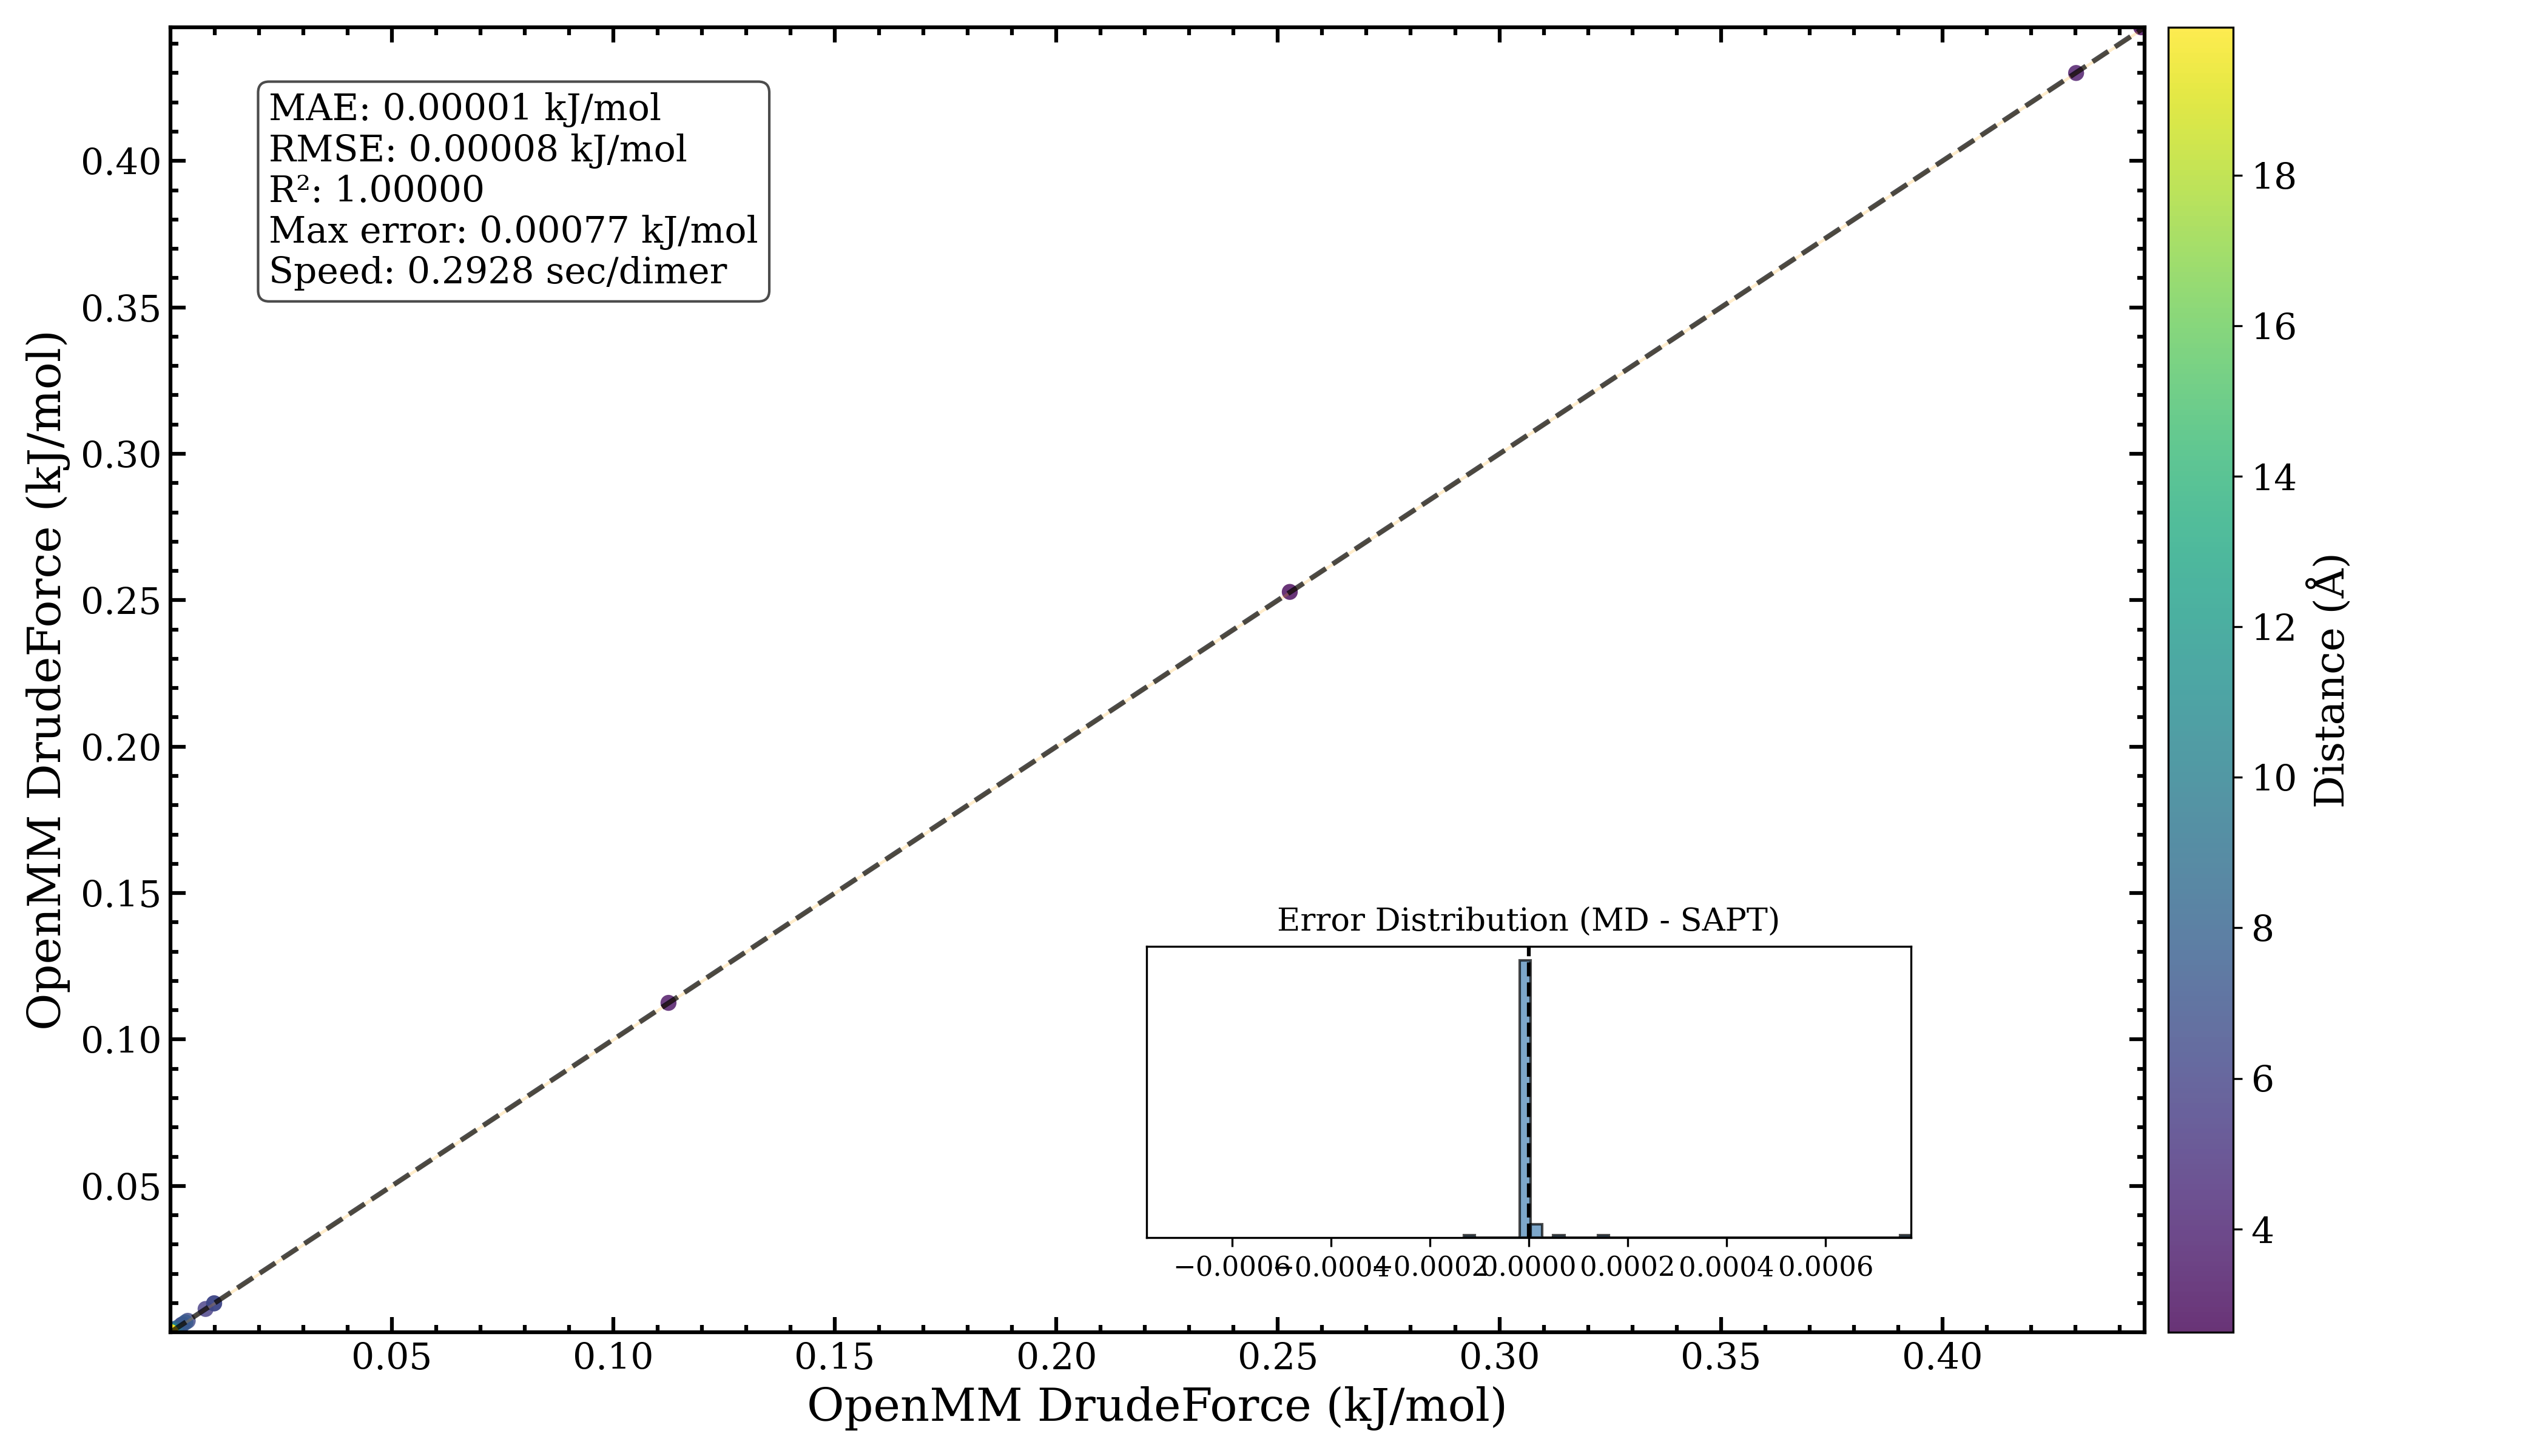 MAE: 0.00001 kJ/mol
RMSE: 0.00008 kJ/mol
R²: 1.00000
Max error: 0.00077 kJ/mol
Speed: 0.2928 sec/dimer
OpenMM DrudeForce (kJ/mol)
0.40
0.35
0.30
0.25
0.20
0.15
0.10
0.05
Error Distribution (MD - SAPT)
−0.0006 −0.0004 −0.0002 0.0000 0.0002 0.0004 0.0006
0.05 0.10 0.15 0.20 0.25 0.30 0.35 0.40
OpenMM DrudeForce (kJ/mol)
18
16
14
12
10
8
6
4
Distance (Å)